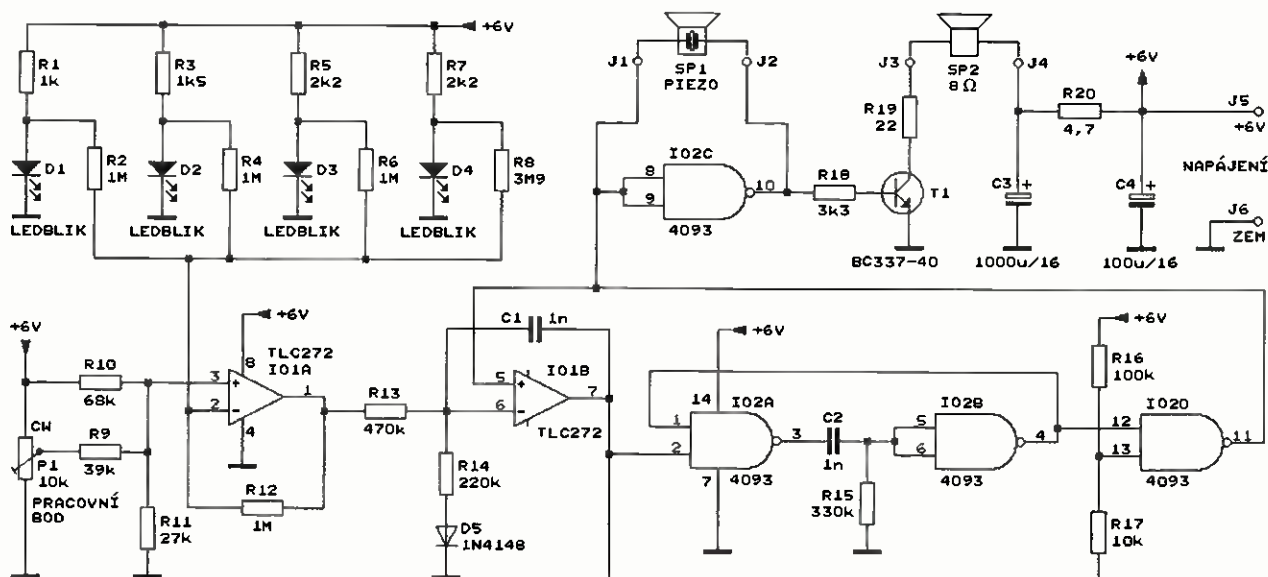 +6V
R1
1k
R3
1k5
R5
2k2
R7
2k2
D1
R2
1M
D2
R4
1M
D3
R6
1M
D4
R8
3M9
LEDBLIK
LEDBLIK
LEDBLIK
LEDBLIK
J1
J2
SP1
PIEZO
J3
J4
SP2
8Ω
R19
22
R20
4,7
+6V
J5
+6V
NAPÁJENÍ
J6
ZEM
IO2C
8
9
10
4093
R18
3k3
T1
BC337-40
C3
+
1000u/16
C4
+
100u/16
+6V
+6V
R10
68k
CW
R9
39k
P1
10k
PRACOVNÍ
BOD
R11
27k
8
TLC272
IO1A
3
+
1
2
-
4
R12
1M
R13
470k
C1
1n
IO1B
5
+
7
6
-
TLC272
R14
220k
D5
1N4148
+6V
14
IO2A
1
2
3
7
4093
C2
1n
R15
330k
IO2B
5
6
4
4093
+6V
R16
100k
IO2D
12
13
11
4093
R17
10k